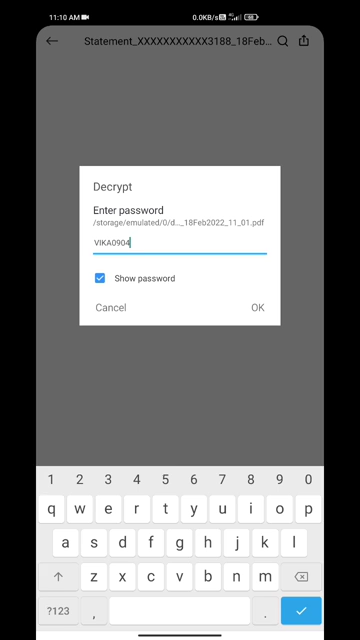 11:10 AM
0.0KB/s
Statement_XXXXXXXXXXX3188_18Feb...
Decrypt
Enter password
/storage/emulated/0/d..._18Feb2022_11_01.pdf
VIKA0904
Show password
Cancel OK
1 2 3 4 5 6 7 8 9 0
q w e r t y u i o p
a s d f g h j k l
z x c v b n m
?123 , .